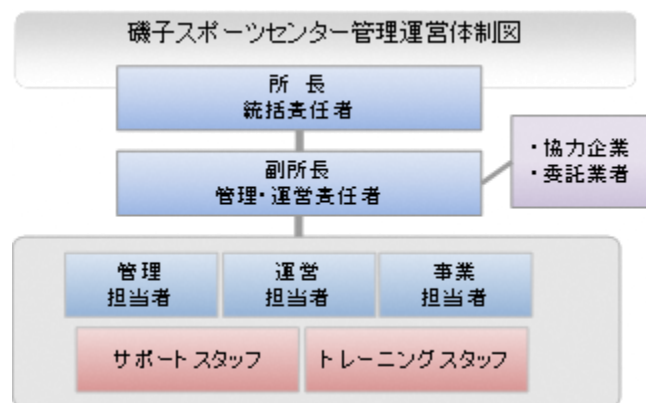 磯子スポーツセンター管理運営体制図
所 長
統括責任者
副所長
管理・運営責任者
・協力企業
・委託業者
管理
担当者
運営
担当者
事業
担当者
サポートスタッフ
トレーニングスタッフ